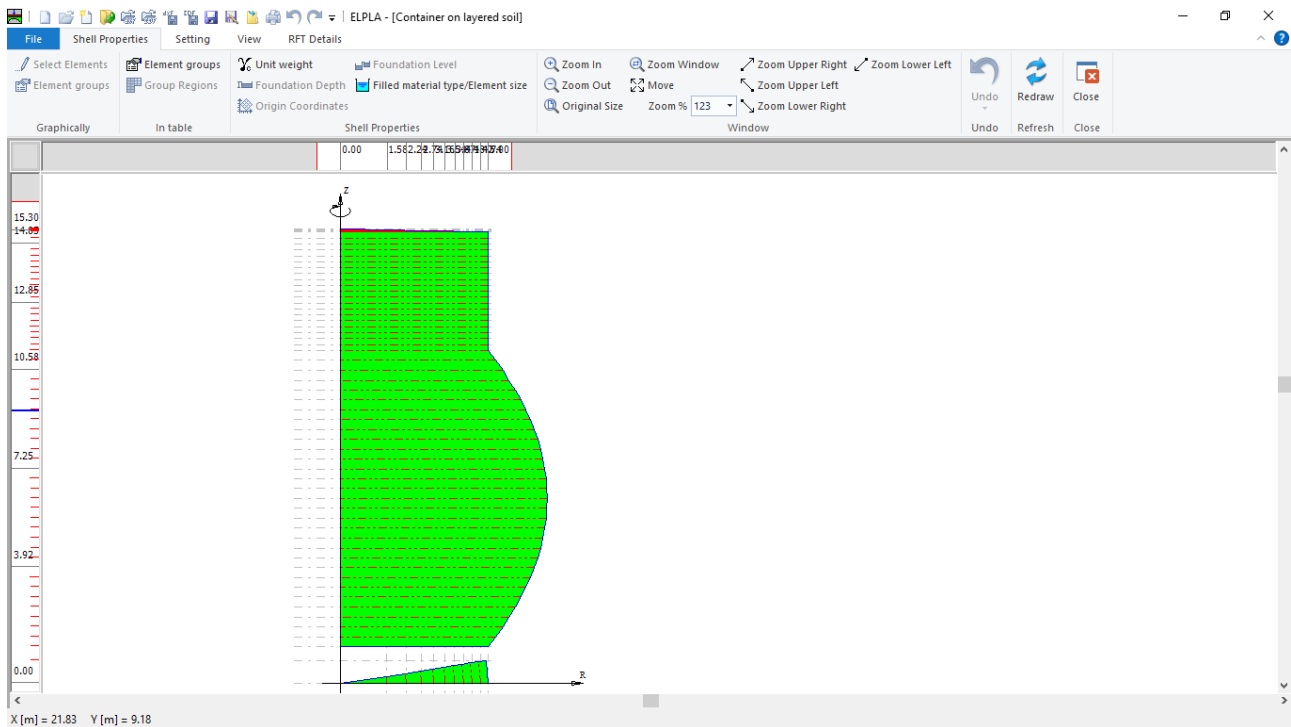 ELPLA - [Container on layered soil]
File Shell Properties Setting View RFT Details
Select Elements Element groups Unit weight Foundation Level Zoom In Zoom Window Zoom Upper Right Zoom Lower Left
Element groups Group Regions Foundation Depth Filled material type/Element size Zoom Out Move Zoom Upper Left
Origin Coordinates Original Size Zoom % 123 Zoom Lower Right
Undo Redraw Close
Graphically In table Shell Properties Window Undo Refresh Close
0.00 1.58
Z
15.30
12.85
10.58
7.25
3.92
0.00
R
X [m] = 21.83 Y [m] = 9.18